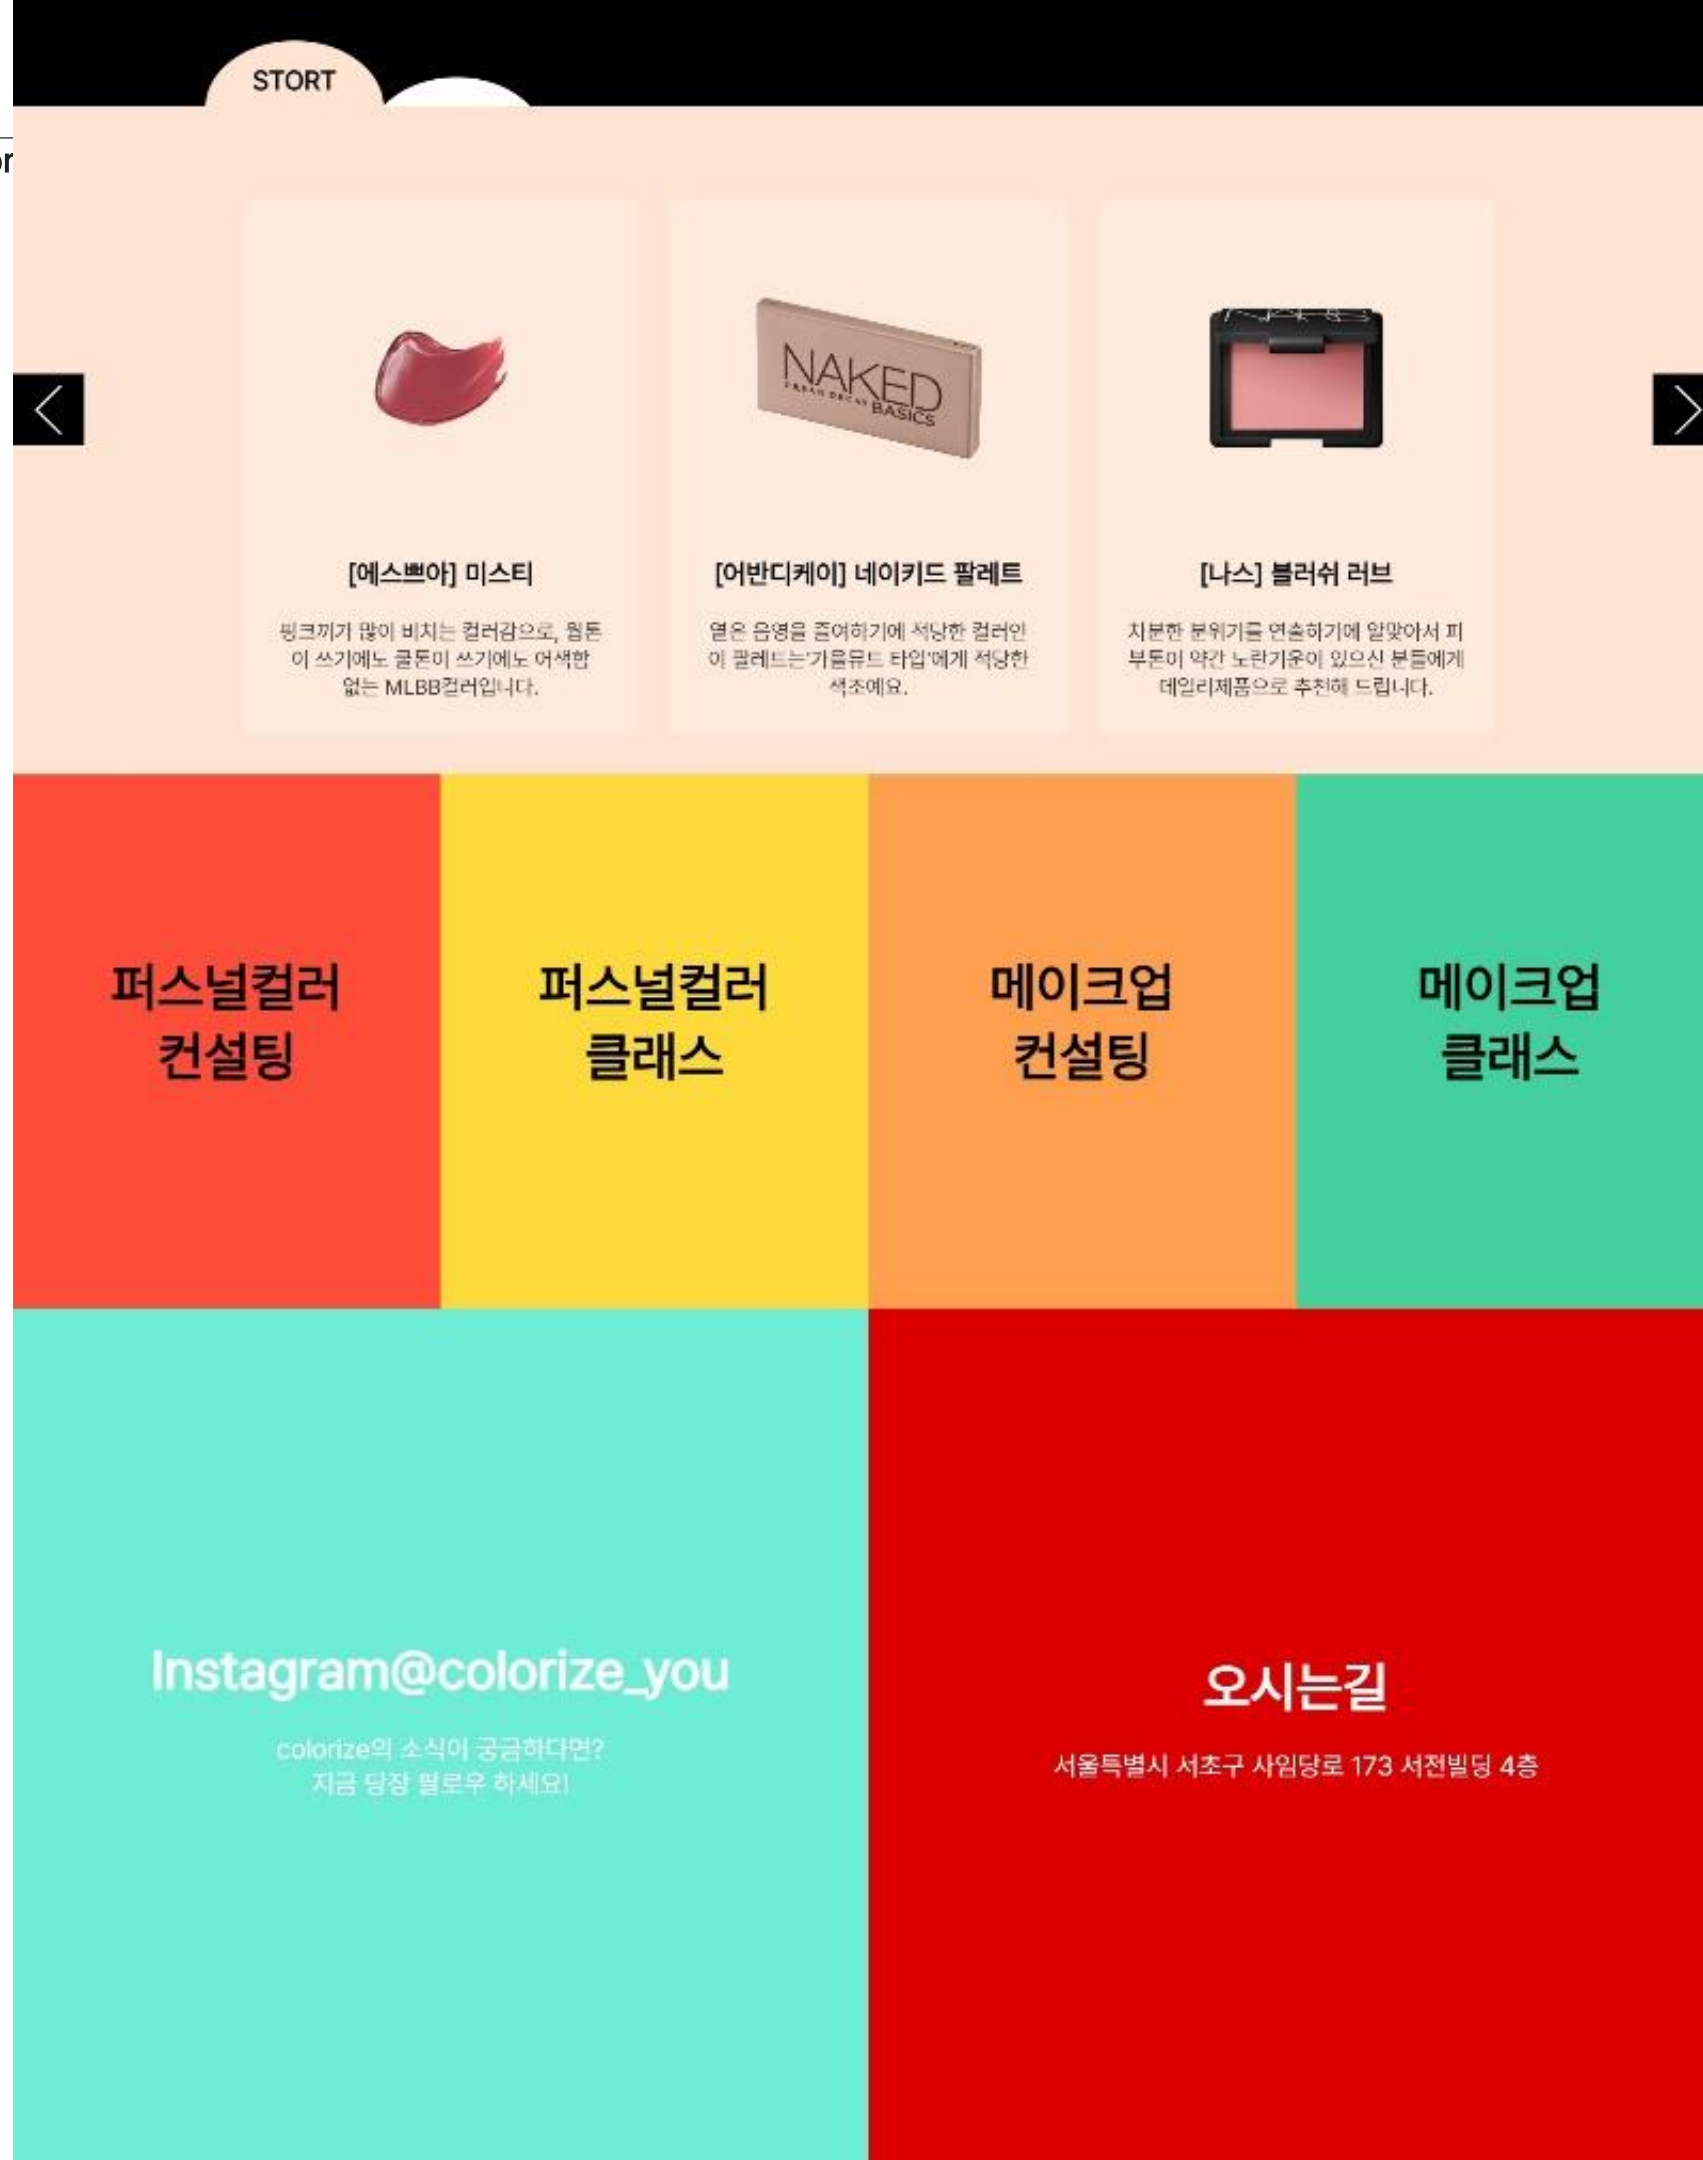 STORT
or
NAKED
URBAN DECAY BASICS
NARS
[에스쁘아] 미스티
핑크끼가 많이 비치는 컬러감으로, 웜톤
이 쓰기에도 쿨톤이 쓰기에도 어색함
없는 MLBB컬러입니다.
[어반디케이] 네이키드 팔레트
옅은 음영을 줄여하기에 적당한 컬러인
이 팔레트는'가을뮤트 타입'에게 적당한
색조예요.
[나스] 블러쉬 러브
차분한 분위기를 연출하기에 알맞아서 피
부톤이 약간 노란기운이 있으신 분들에게
데일리제품으로 추천해 드립니다.
퍼스널컬러
컨설팅
퍼스널컬러
클래스
메이크업
컨설팅
메이크업
클래스
Instagram@colorize_you
colorize의 소식이 궁금하다면?
지금 당장 팔로우 하세요!
오시는길
서울특별시 서초구 사임당로 173 서전빌딩 4층